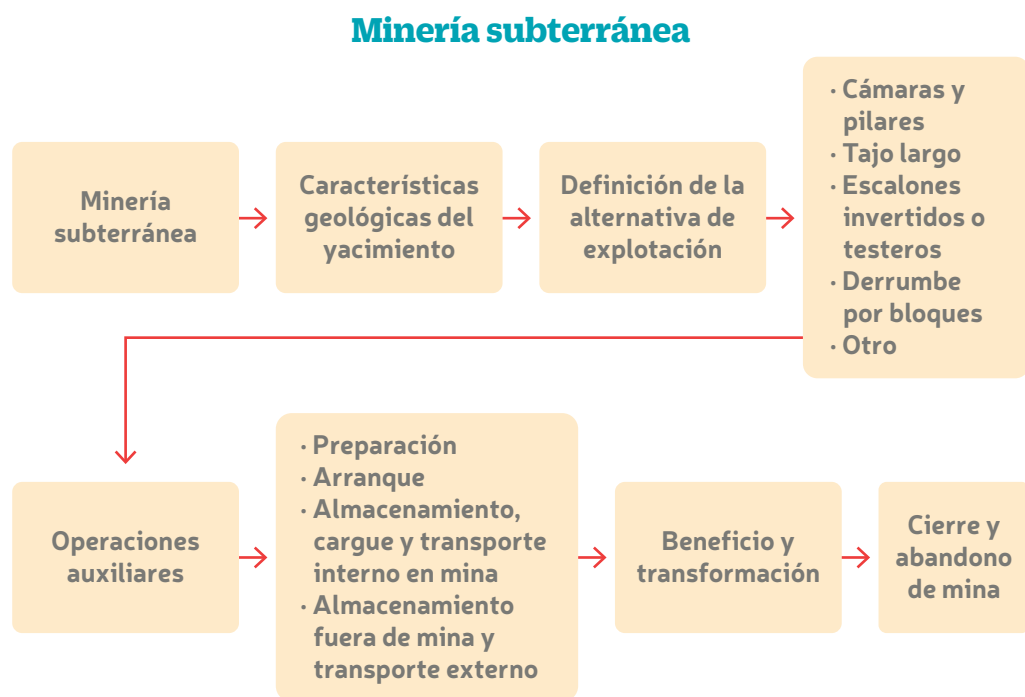 Minería subterránea
Minería
subterránea
Características
geológicas del
yacimiento
Definición de la
alternativa de
explotación
· Cámaras y
pilares
· Tajo largo
· Escalones
invertidos o
testeros
· Derrumbe
por bloques
· Otro
Operaciones
auxiliares
· Preparación
· Arranque
· Almacenamiento,
cargue y transporte
interno en mina
· Almacenamiento
fuera de mina y
transporte externo
Beneficio y
transformación
Cierre y
abandono
de mina